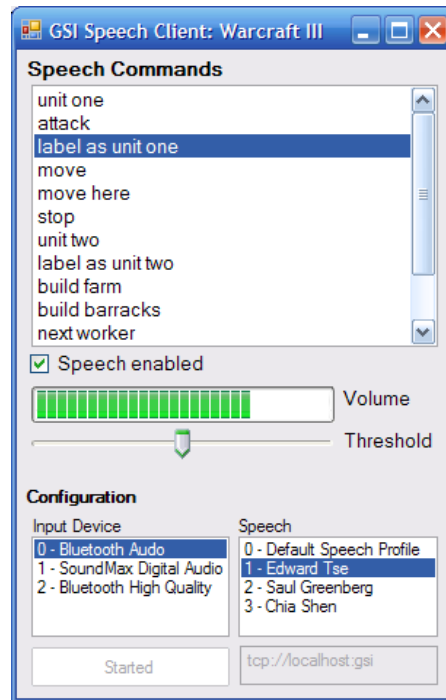 GSI Speech Client: Warcraft III
Speech Commands
unit one
attack
label as unit one
move
move here
stop
unit two
label as unit two
build farm
build barracks
next worker
Speech enabled
Volume
Threshold
Configuration
Input Device
Speech
0 - Bluetooth Audo
1 - SoundMax Digital Audio
2 - Bluetooth High Quality
0 - Default Speech Profile
1 - Edward Tse
2 - Saul Greenberg
3 - Chia Shen
Started
tcp://localhost:gsi